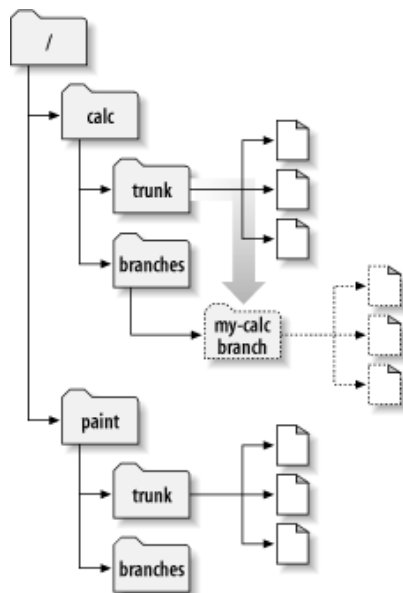 /
calc
trunk
branches
my-calc
branch
paint
trunk
branches